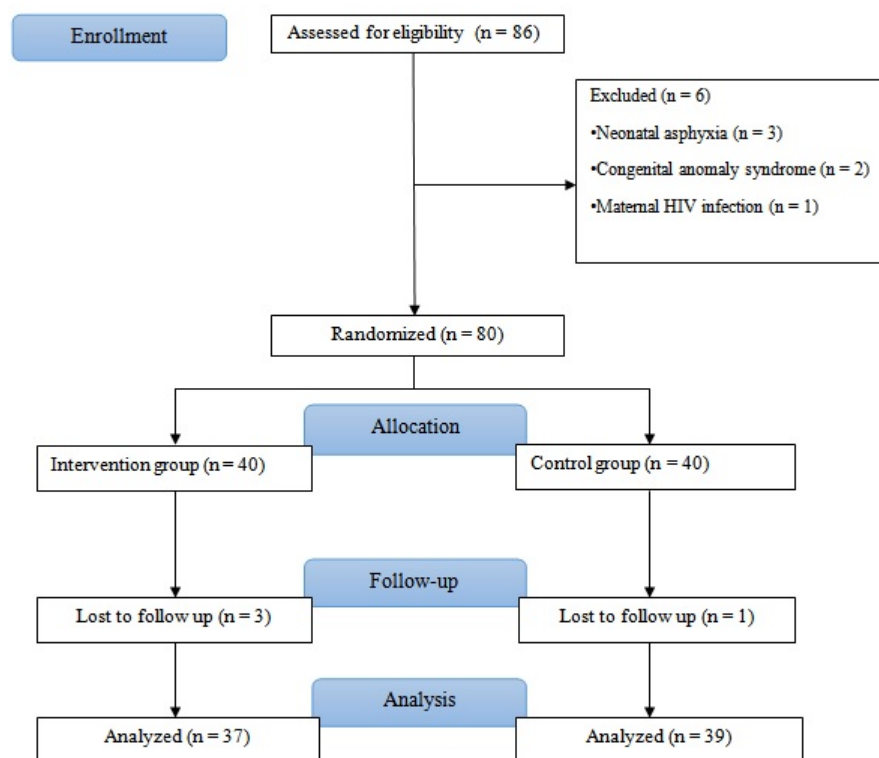 Enrollment
Assessed for eligibility (n = 86)
Excluded (n = 6)
•Neonatal asphyxia (n = 3)
•Congenital anomaly syndrome (n = 2)
•Maternal HIV infection (n = 1)
Randomized (n = 80)
Allocation
Intervention group (n = 40)
Control group (n = 40)
Follow-up
Lost to follow up (n = 3)
Lost to follow up (n = 1)
Analysis
Analyzed (n = 37)
Analyzed (n = 39)